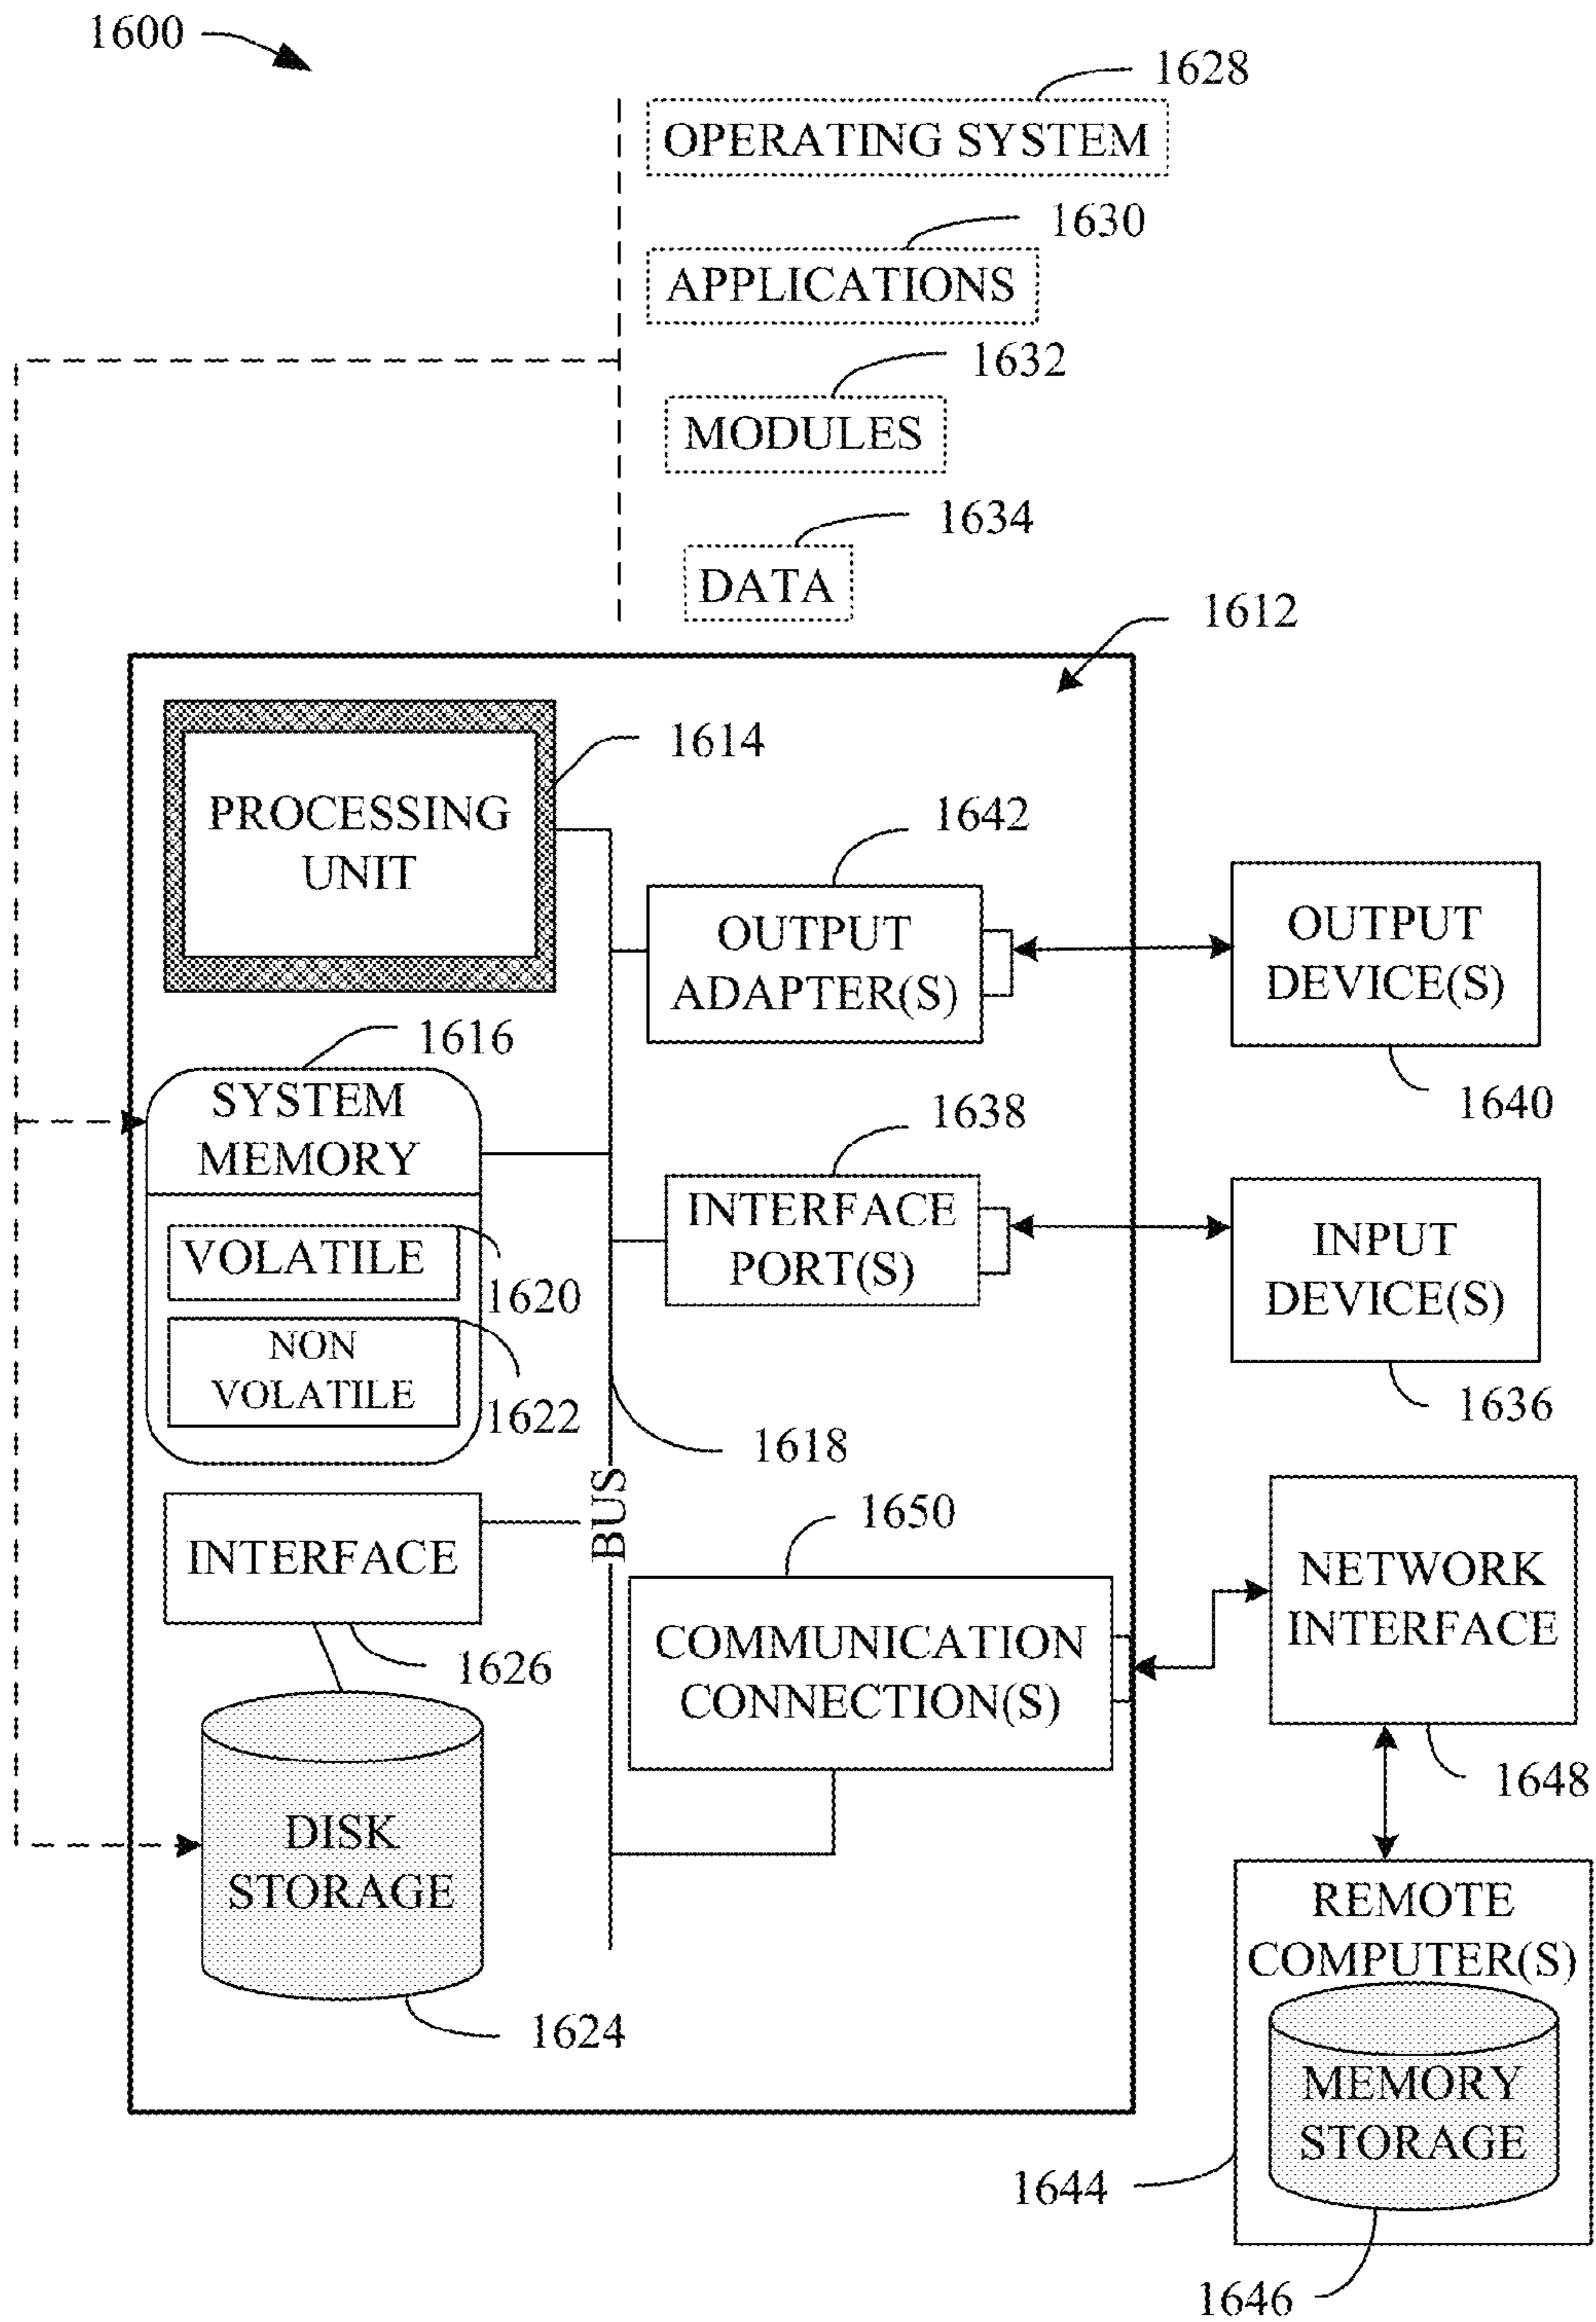 1600
1628
OPERATING SYSTEM
1630
APPLICATIONS
1632
MODULES
1634
DATA
1612
1614
PROCESSING
UNIT
1642
OUTPUT
ADAPTER(S)
OUTPUT
DEVICE(S)
1640
1616
SYSTEM
MEMORY
VOLATILE
1620
NON
VOLATILE
1622
1638
INTERFACE
PORT(S)
INPUT
DEVICE(S)
1636
1618
BUS
INTERFACE
1626
1650
COMMUNICATION
CONNECTION(S)
NETWORK
INTERFACE
1648
DISK
STORAGE
1624
REMOTE
COMPUTER(S)
MEMORY
STORAGE
1644
1646